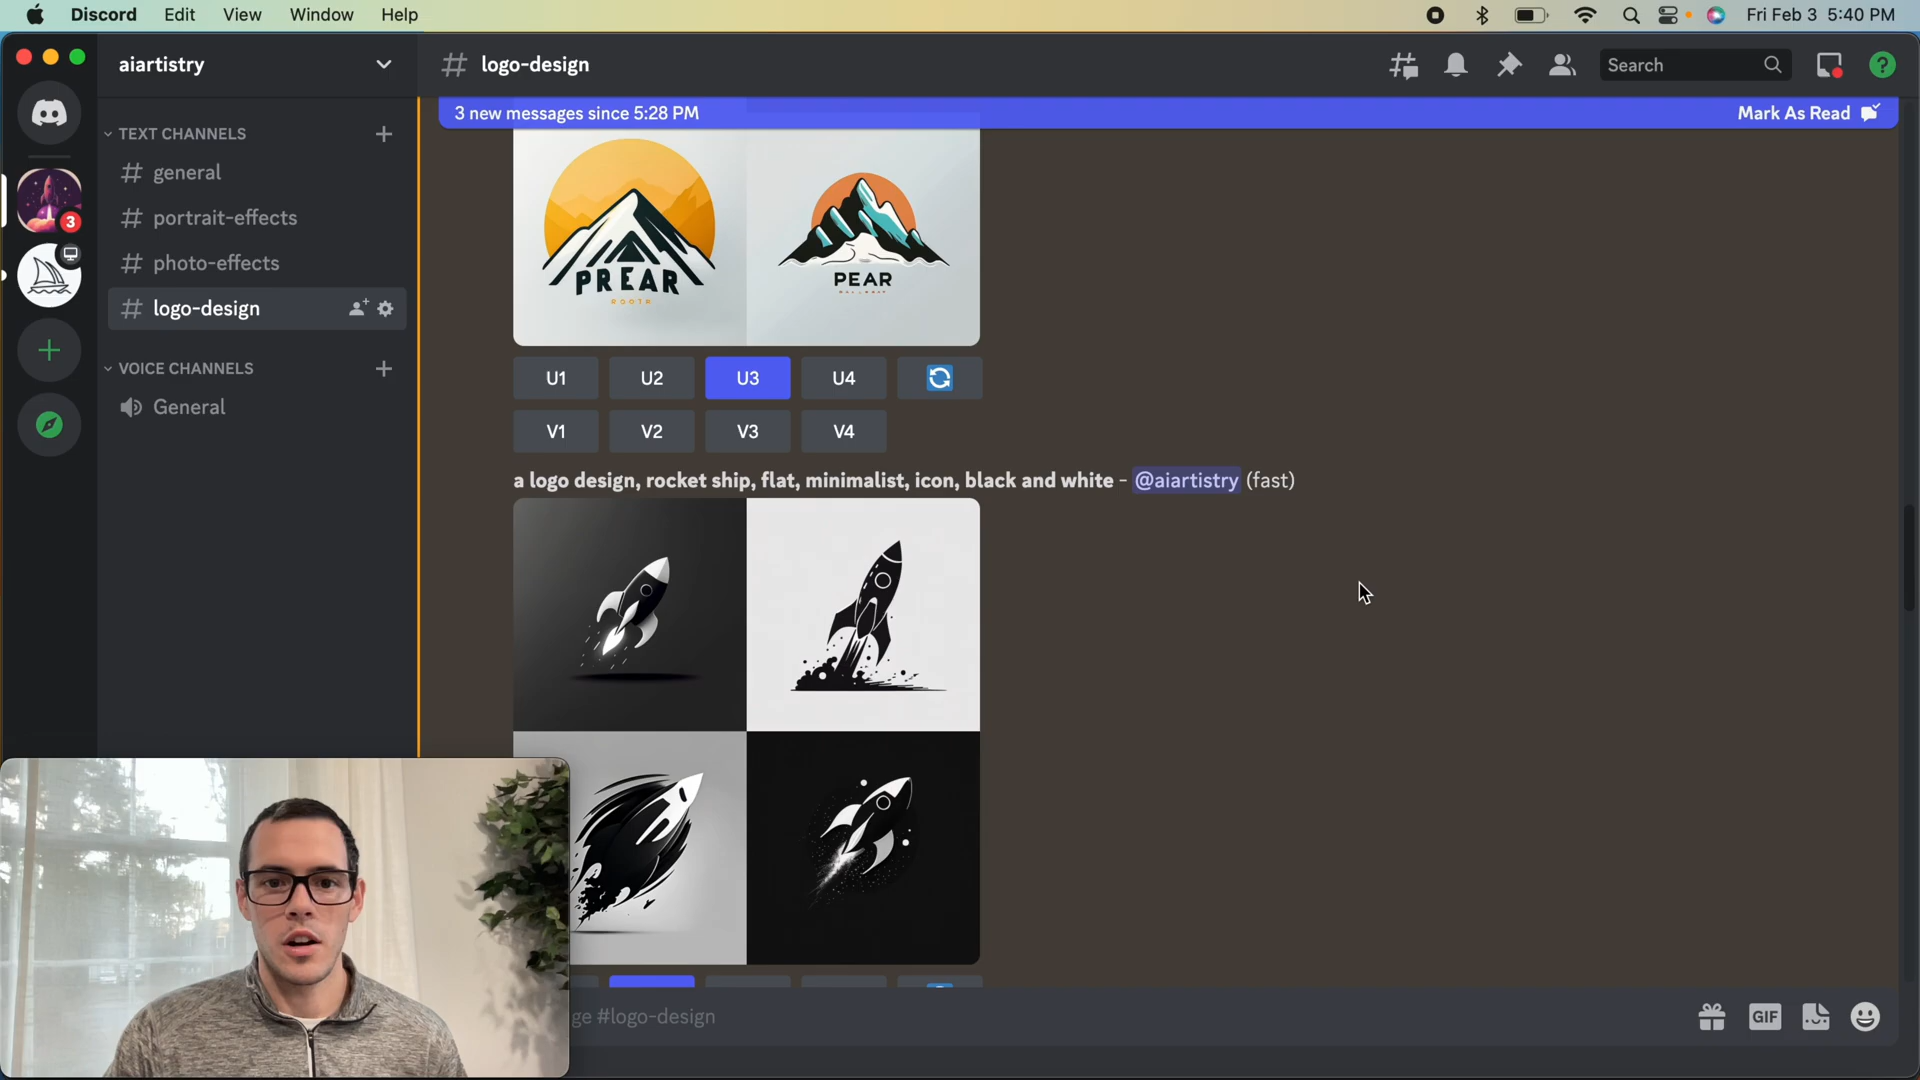 Discord Edit View Window Help Fri Feb 3 5:40 PM
aiartistry
# logo-design
Search
3 new messages since 5:28 PM
Mark As Read
TEXT CHANNELS
# general
# portrait-effects
# photo-effects
# logo-design
VOICE CHANNELS
General
3
PREAR
PEAR
U1 U2 U3 U4
V1 V2 V3 V4
a logo design, rocket ship, flat, minimalist, icon, black and white - @aiartistry (fast)
ge #logo-design
GIF